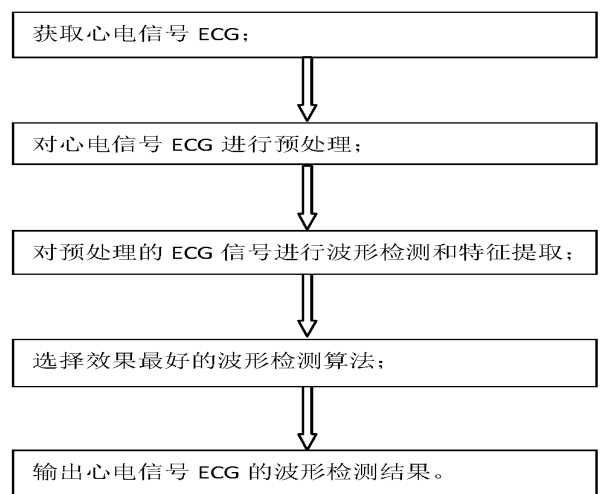 获取心电信号 ECG；
对心电信号 ECG 进行预处理；
对预处理的 ECG 信号进行波形检测和特征提取；
选择效果最好的波形检测算法；
输出心电信号 ECG 的波形检测结果。